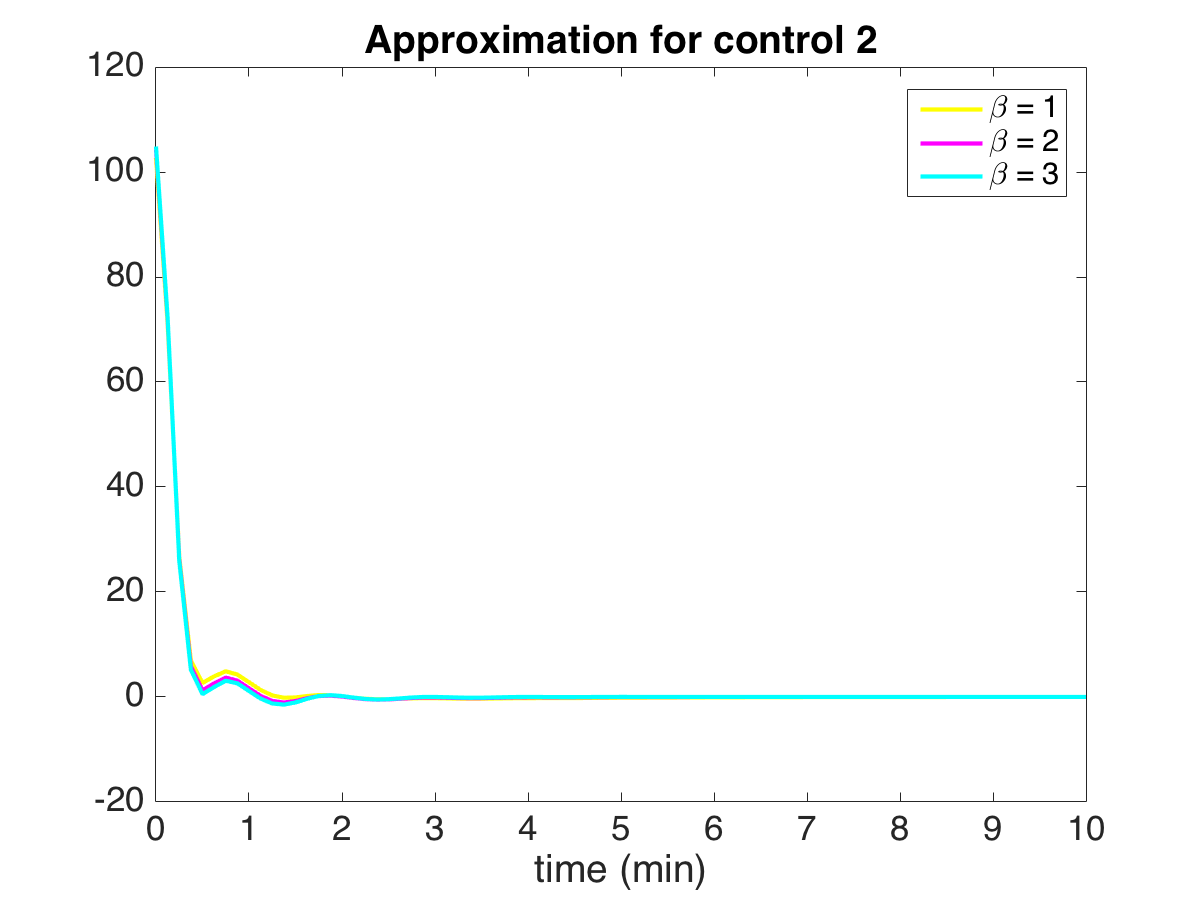 Approximation for control 2
120
100
80
60
40
20
0
-20
β = 1
β = 2
β = 3
0 1 2 3 4 5 6 7 8 9 10
time (min)